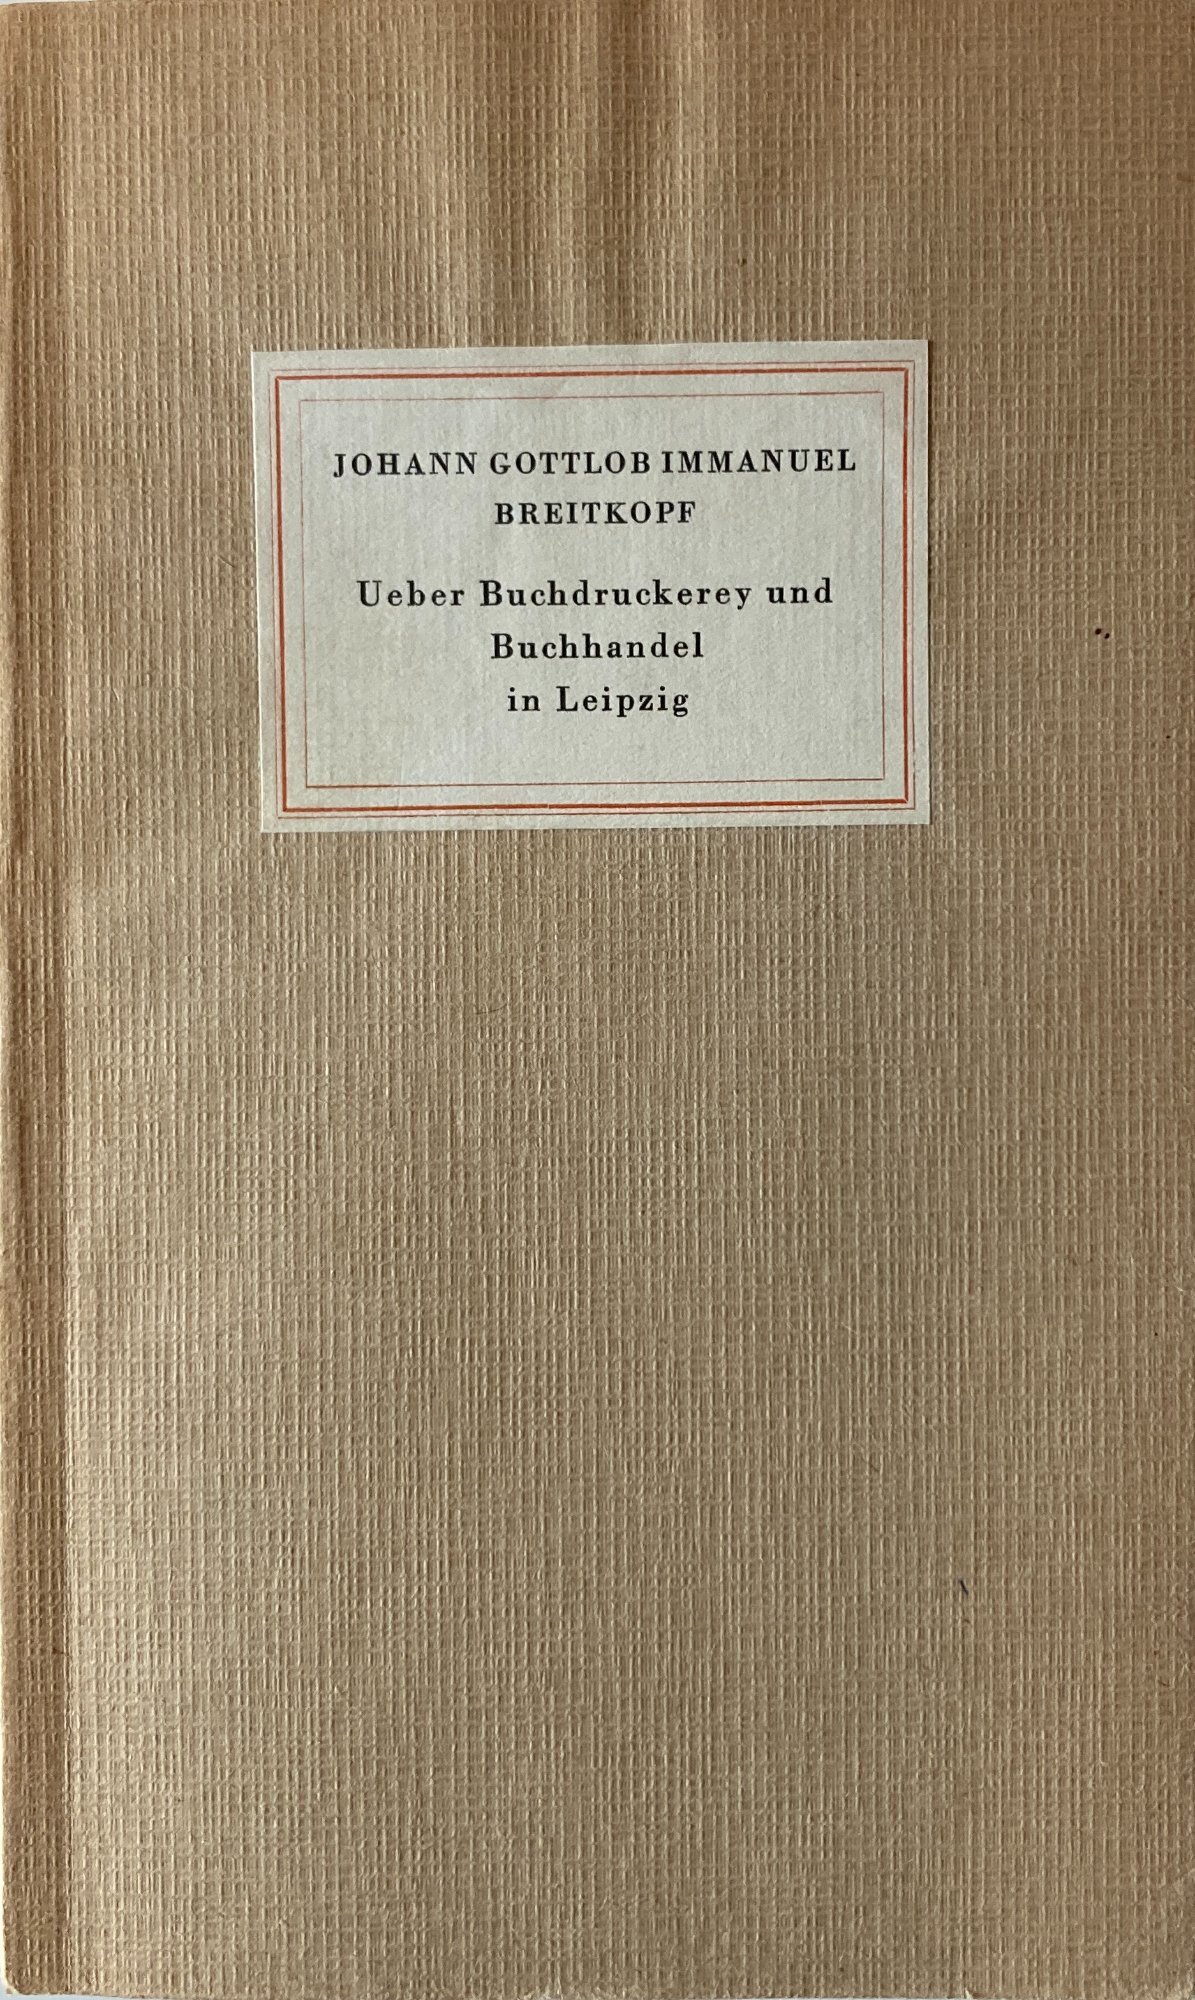 JOHANN GOTTLOB IMMANUEL
BREITKOPF
Ueber Buchdruckerey und
Buchhandel
in Leipzig